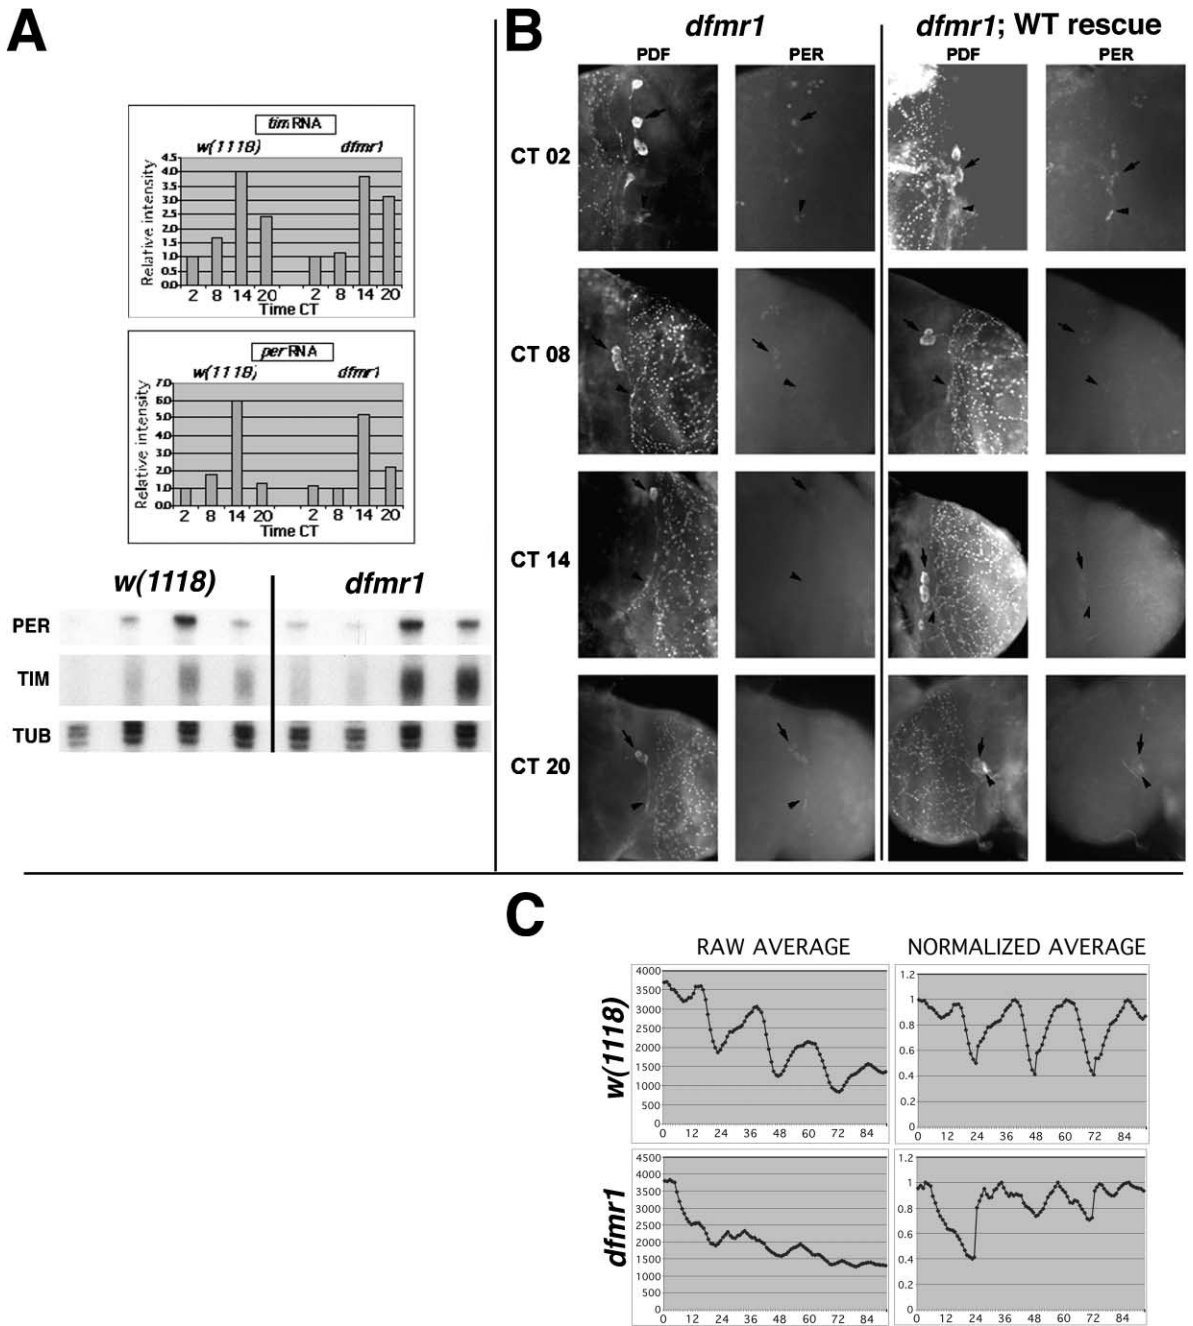 A
tim RNA
w(1118) dfmr1
Relative intensity
4.5
4.0
3.5
3.0
2.5
2.0
1.5
1.0
0.5
0.0
2 8 14 20 2 8 14 20
Time CT
per RNA
w(1118) dfmr1
Relative intensity
7.0
6.0
5.0
4.0
3.0
2.0
1.0
0.0
2 8 14 20 2 8 14 20
Time CT
w(1118) dfmr1
PER
TIM
TUB
B
dfmr1 dfmr1; WT rescue
PDF PER PDF PER
CT 02
CT 08
CT 14
CT 20
C
RAW AVERAGE NORMALIZED AVERAGE
w(1118)
4000
3500
3000
2500
2000
1500
1000
500
0
0 12 24 36 48 60 72 84
1.2
1
0.8
0.6
0.4
0.2
0
0 12 24 36 48 60 72 84
dfmr1
4500
4000
3500
3000
2500
2000
1500
1000
500
0
0 12 24 36 48 60 72 84
1.2
1
0.8
0.6
0.4
0.2
0
0 12 24 36 48 60 72 84